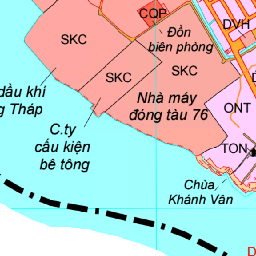 CQP
Đồn
biên phòng
DVH
SKC
SKC
SKC
dầu khí
g Tháp
Nhà máy
đóng tàu 76
ONT
C.ty
cấu kiện
bê tông
TON
Chùa
Khánh Vân